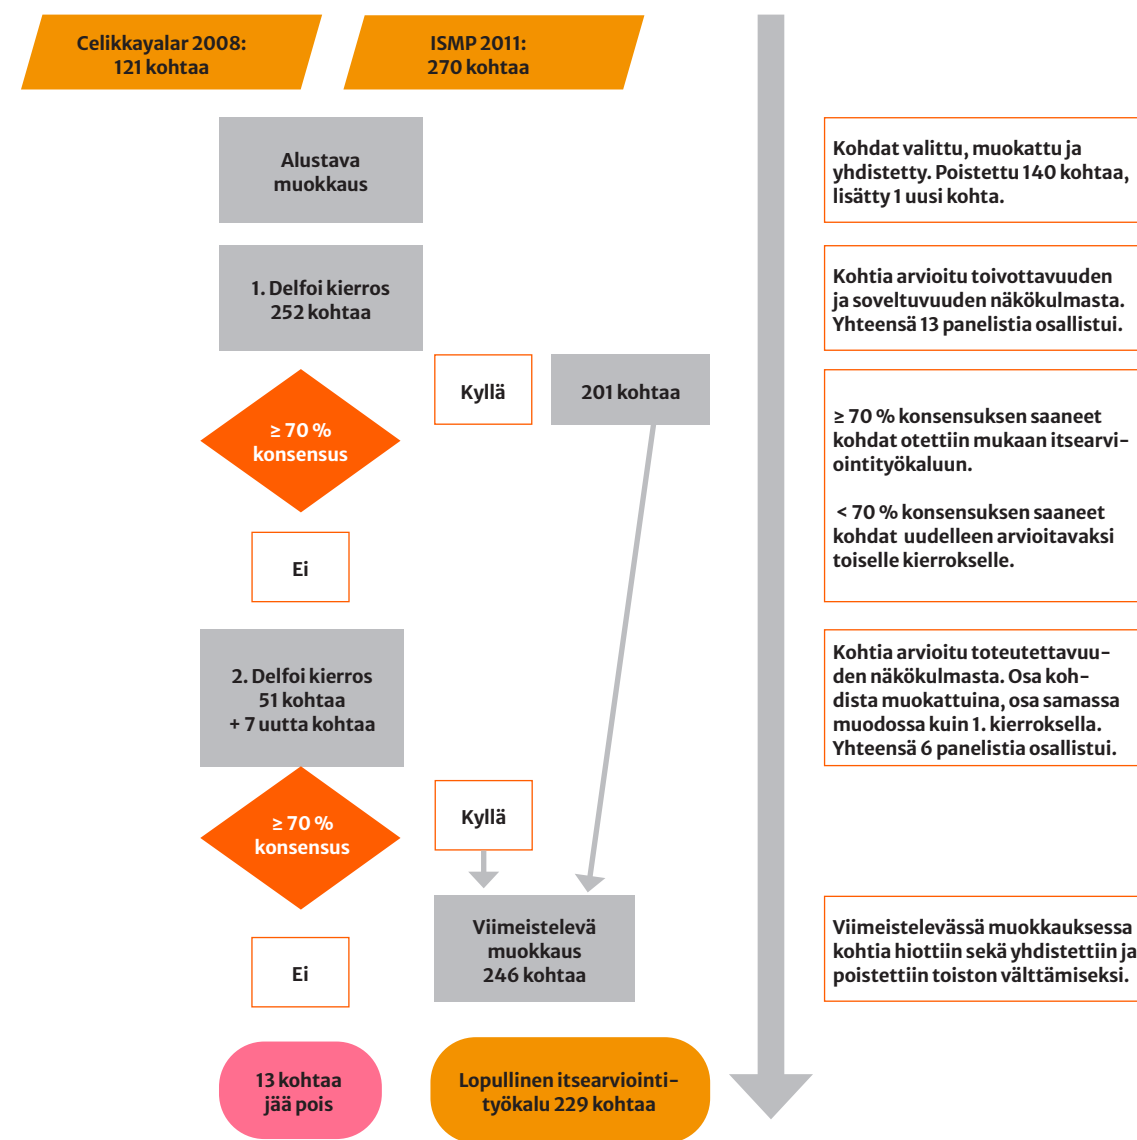 Celikkayalar 2008:
121 kohtaa
ISMP 2011:
270 kohtaa
Alustava
muokkaus
Kohdat valittu, muokattu ja
yhdistetty. Poistettu 140 kohtaa,
lisätty 1 uusi kohta.
1. Delfoi kierros
252 kohtaa
Kohtia arvioitu toivottavuuden
ja soveltuvuuden näkökulmasta.
Yhteensä 13 panelistia osallistui.
≥ 70 %
konsensus
Kyllä
201 kohtaa
≥ 70 % konsensuksen saaneet
kohdat otettiin mukaan itsearvi-
ointityökaluun.
< 70 % konsensuksen saaneet
kohdat uudelleen arvioitavaksi
toiselle kierrokselle.
Ei
2. Delfoi kierros
51 kohtaa
+ 7 uutta kohtaa
Kohtia arvioitu toteutettavuu-
den näkökulmasta. Osa koh-
dista muokattuina, osa samassa
muodossa kuin 1. kierroksella.
Yhteensä 6 panelistia osallistui.
≥ 70 %
konsensus
Kyllä
Ei
Viimeistelevä
muokkaus
246 kohtaa
Viimeistelevässä muokkauksessa
kohtia hiottiin sekä yhdistettiin ja
poistettiin toiston välttämiseksi.
13 kohtaa
jää pois
Lopullinen itsearviointi-
työkalu 229 kohtaa